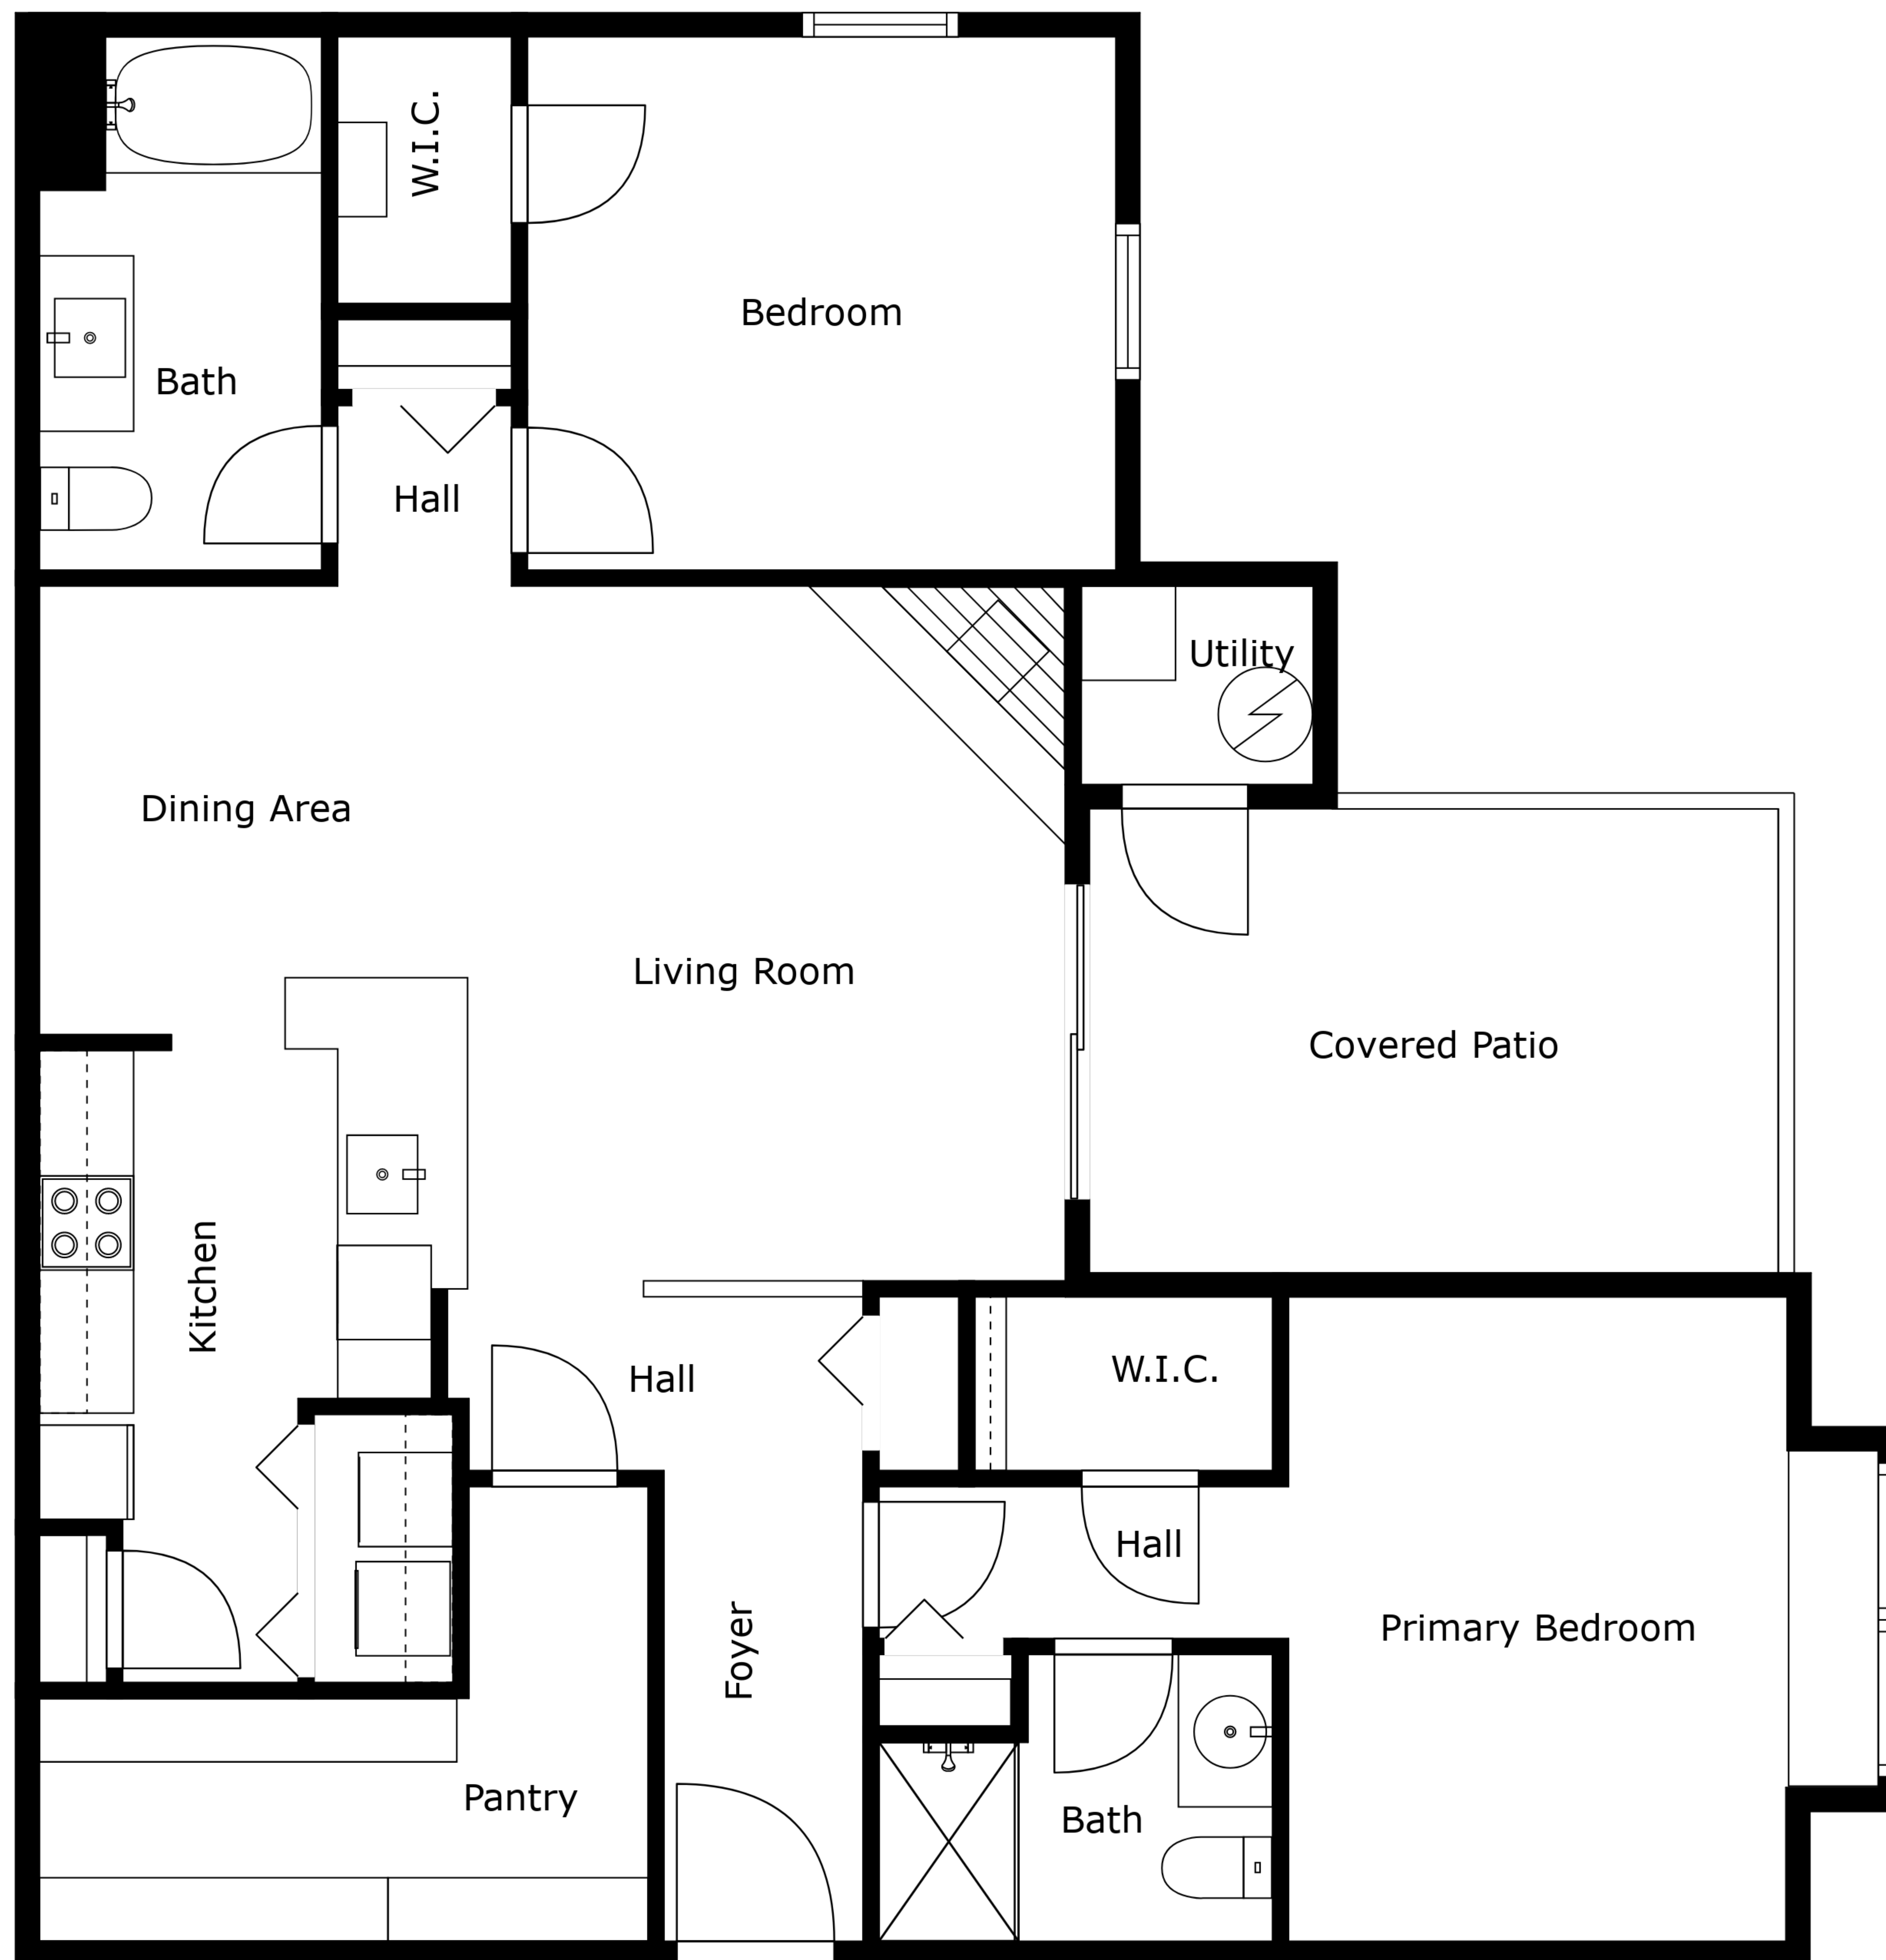 W.I.C.
Bedroom
Bath
Hall
Utility
Dining Area
Living Room
Covered Patio
Kitchen
Hall
W.I.C.
Hall
Primary Bedroom
Foyer
Pantry
Bath